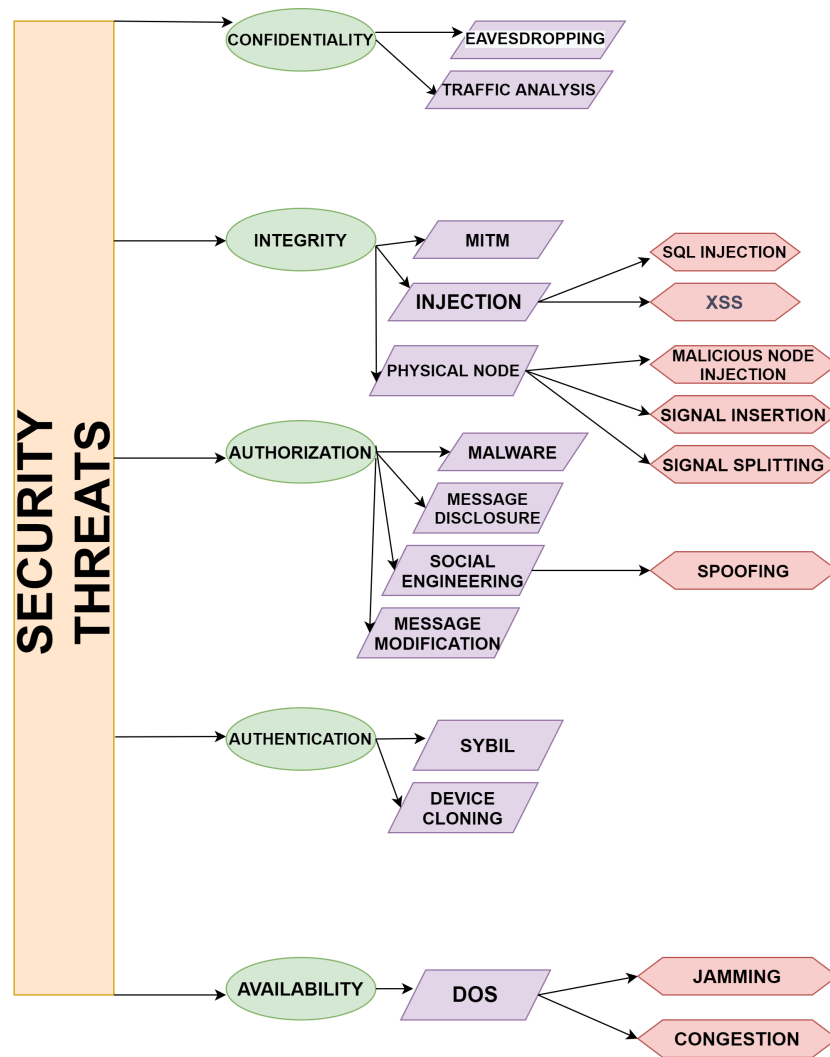 SECURITY
THREATS
CONFIDENTIALITY
EAVESDROPPING
TRAFFIC ANALYSIS
INTEGRITY
MITM
INJECTION
SQL INJECTION
XSS
PHYSICAL NODE
MALICIOUS NODE
INJECTION
SIGNAL INSERTION
SIGNAL SPLITTING
AUTHORIZATION
MALWARE
MESSAGE
DISCLOSURE
SOCIAL
ENGINEERING
SPOOFING
MESSAGE
MODIFICATION
AUTHENTICATION
SYBIL
DEVICE
CLONING
AVAILABILITY
DOS
JAMMING
CONGESTION